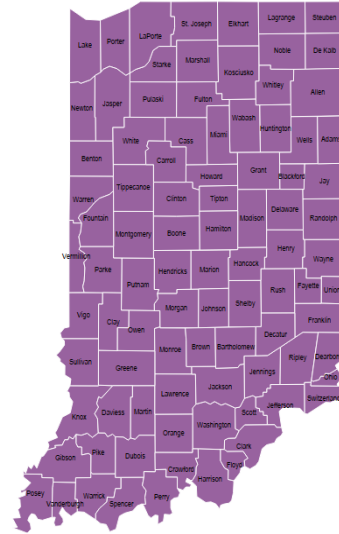 Lake
Porter
LaPorte
St. Joseph
Elkhart
Lagrange
Steuben
Noble
De Kalb
Starke
Marshall
Kosciusko
Whitley
Allen
Newton
Jasper
Pulaski
Fulton
Wabash
Huntington
Wells
Adams
White
Cass
Miami
Benton
Carroll
Howard
Grant
Blackford
Jay
Warren
Tippecanoe
Clinton
Tipton
Madison
Delaware
Randolph
Fountain
Montgomery
Boone
Hamilton
Henry
Wayne
Vermillion
Parke
Putnam
Hendricks
Marion
Hancock
Rush
Fayette
Union
Vigo
Clay
Owen
Morgan
Johnson
Shelby
Decatur
Franklin
Sullivan
Greene
Monroe
Brown
Bartholomew
Jennings
Ripley
Dearborn
Ohio
Switzerland
Knox
Daviess
Martin
Lawrence
Jackson
Scott
Jefferson
Washington
Clark
Gibson
Pike
Dubois
Orange
Crawford
Harrison
Floyd
Posey
Vanderburgh
Warrick
Spencer
Perry